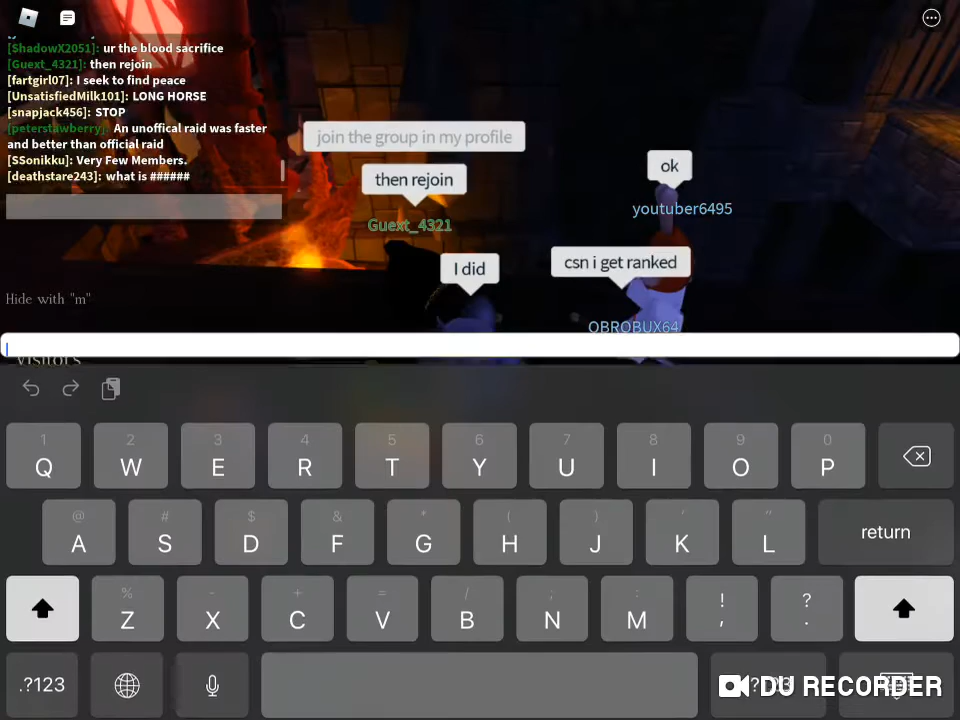 [ShadowX2051]: ur the blood sacrifice
[Guext_4321]: then rejoin
[fartgirl07]: I seek to find peace
[UnsatisfiedMilk101]: LONG HORSE
[snapjack456]: STOP
[peterstawberry]: An unoffical raid was faster
and better than official raid
[SSonikku]: Very Few Members.
[deathstare243]: what is ######
join the group in my profile
then rejoin
Guext_4321
ok
youtuber6495
I did
csn i get ranked
OBROBUX64
Hide with "m"
Visitors
1 2 3 4 5 6 7 8 9 0
Q W E R T Y U I O P
@ # $ & * ( ) ' "
A S D F G H J K L return
% - + = / ; : ! ?
Z X C V B N M , .
.?123
DU RECORDER